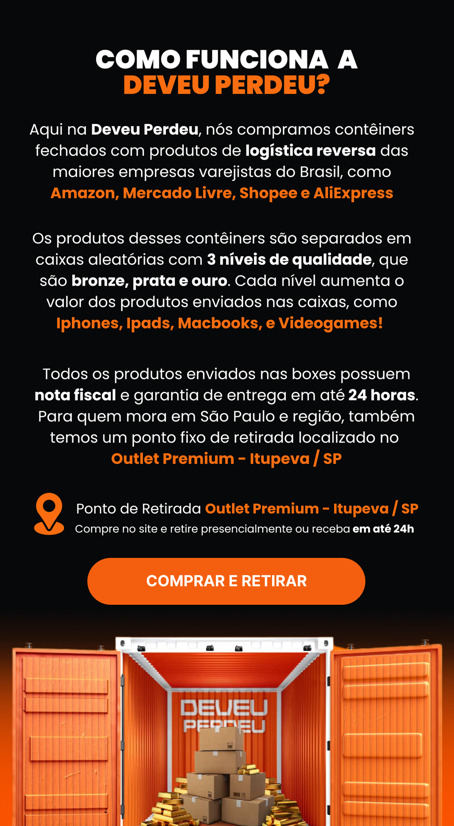 COMO FUNCIONA A
DEVEU PERDEU?
Aqui na Deveu Perdeu, nós compramos contêiners
fechados com produtos de logística reversa das
maiores empresas varejistas do Brasil, como
Amazon, Mercado Livre, Shopee e AliExpress
Os produtos desses contêiners são separados em
caixas aleatórias com 3 níveis de qualidade, que
são bronze, prata e ouro. Cada nível aumenta o
valor dos produtos enviados nas caixas, como
Iphones, Ipads, Macbooks, e Videogames!
Todos os produtos enviados nas boxes possuem
nota fiscal e garantia de entrega em até 24 horas.
Para quem mora em São Paulo e região, também
temos um ponto fixo de retirada localizado no
Outlet Premium - Itupeva / SP
Ponto de Retirada Outlet Premium - Itupeva / SP
Compre no site e retire presencialmente ou receba em até 24h
COMPRAR E RETIRAR
DEVEU
PERDEU